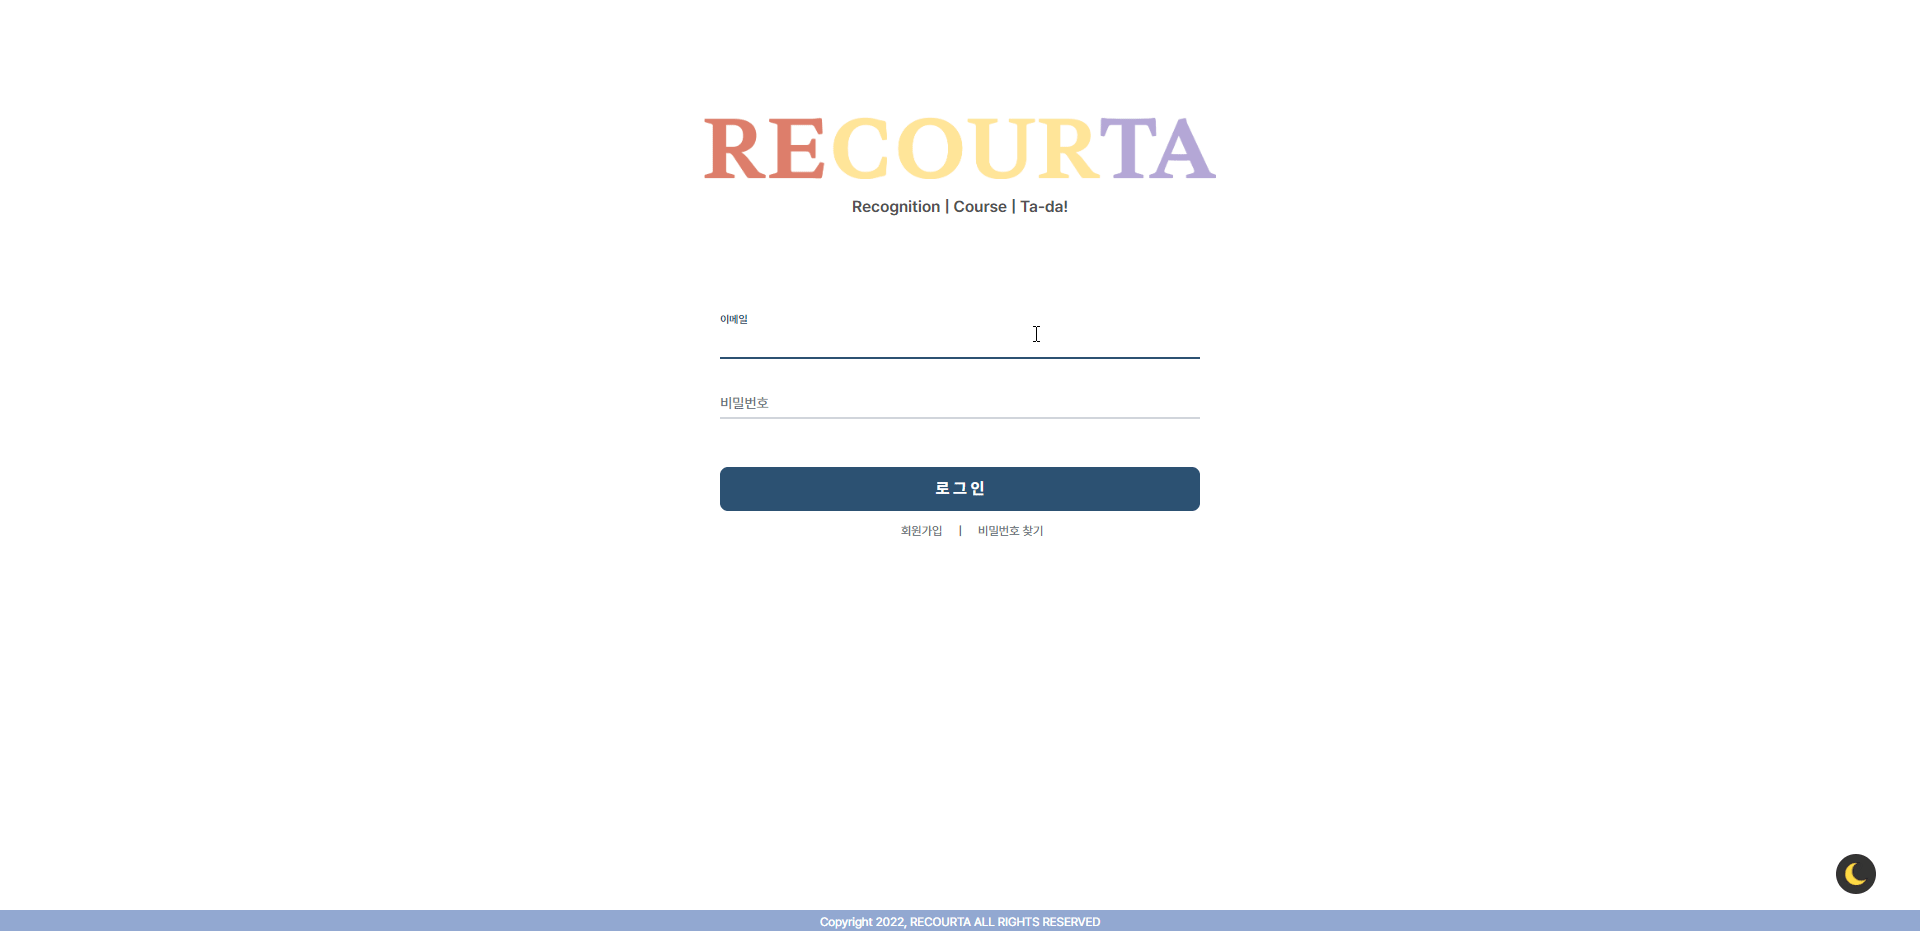 RECOURTA
Recognition | Course | Ta-da!
이메일
비밀번호
로그인
회원가입 | 비밀번호 찾기
Copyright 2022, RECOURTA ALL RIGHTS RESERVED